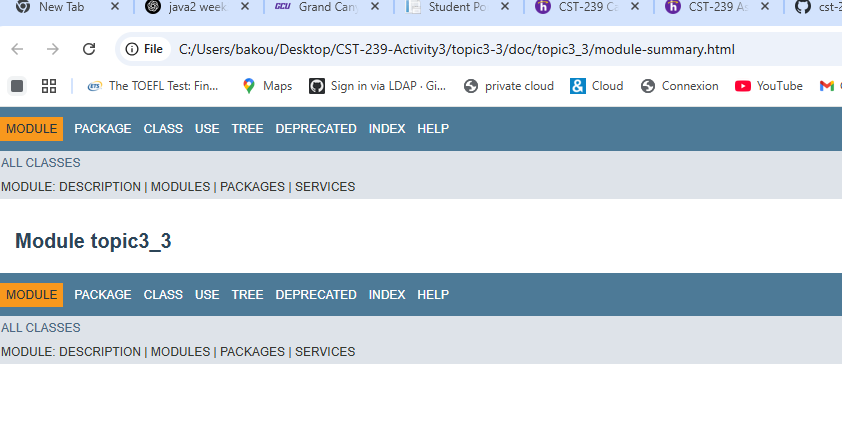 New Tab
java2 week
Grand Cany
Student Po
CST-239 Ca
CST-239 As
cst-2
File C:/Users/bakou/Desktop/CST-239-Activity3/topic3-3/doc/topic3_3/module-summary.html
The TOEFL Test: Fin...
Maps
Sign in via LDAP · Gi...
private cloud
Cloud
Connexion
YouTube
MODULE PACKAGE CLASS USE TREE DEPRECATED INDEX HELP
ALL CLASSES
MODULE: DESCRIPTION | MODULES | PACKAGES | SERVICES
Module topic3_3
MODULE PACKAGE CLASS USE TREE DEPRECATED INDEX HELP
ALL CLASSES
MODULE: DESCRIPTION | MODULES | PACKAGES | SERVICES